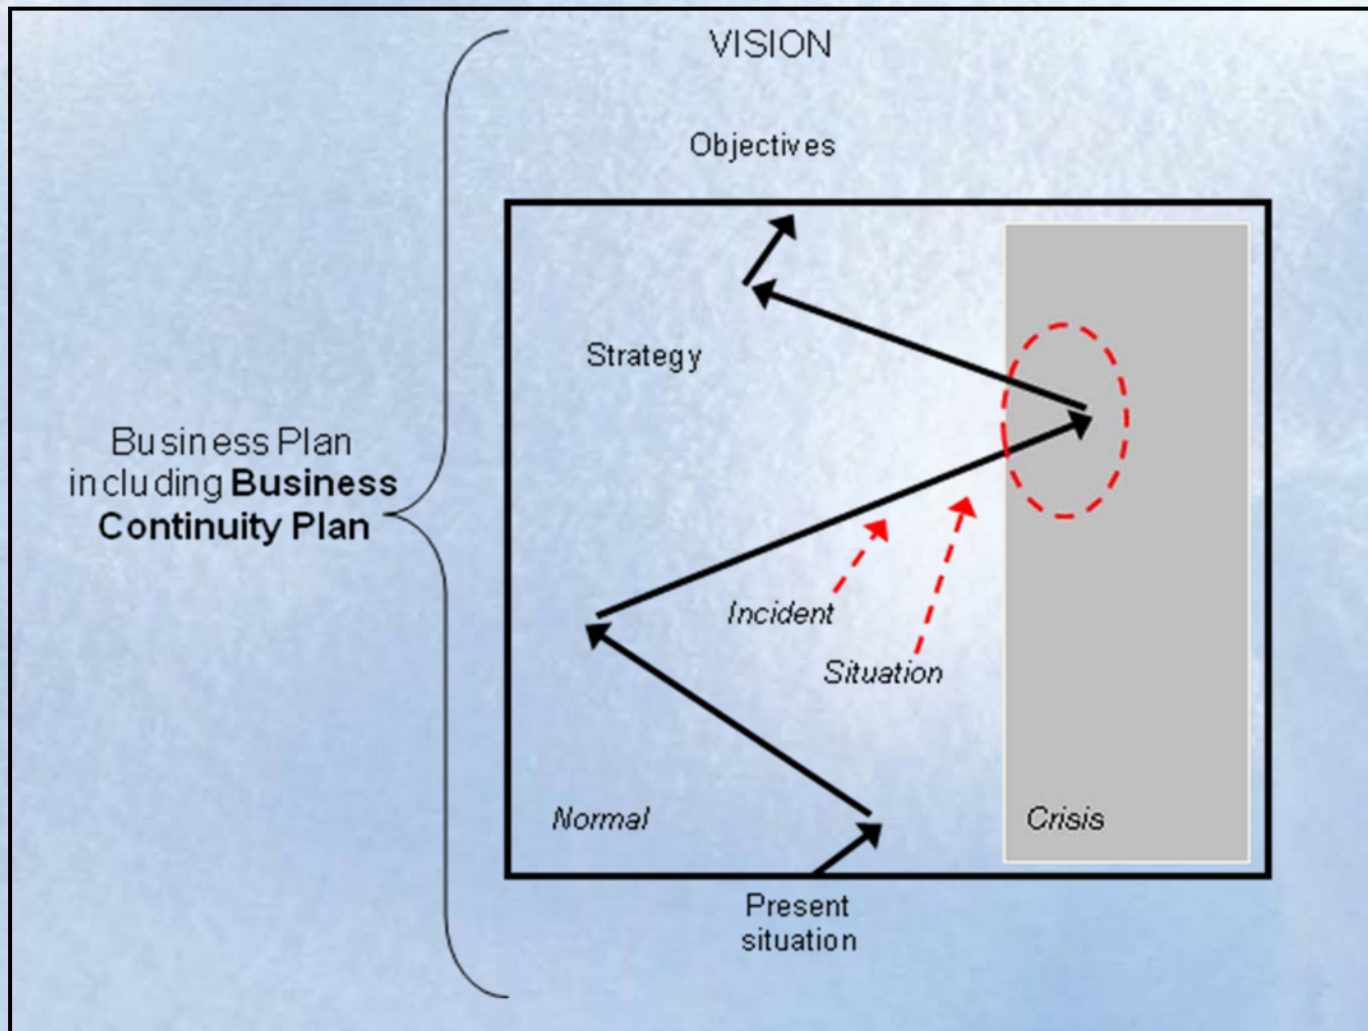 VISION
Objectives
Strategy
Business Plan
including Business
Continuity Plan
Incident
Situation
Normal
Crisis
Present
situation